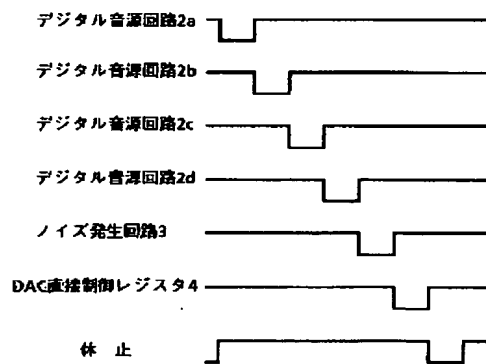 デジタル音源回路2a
デジタル音源回路2b
デジタル音源回路2c
デジタル音源回路2d
ノイズ発生回路3
DAC直接制御レジスタ4
休 止